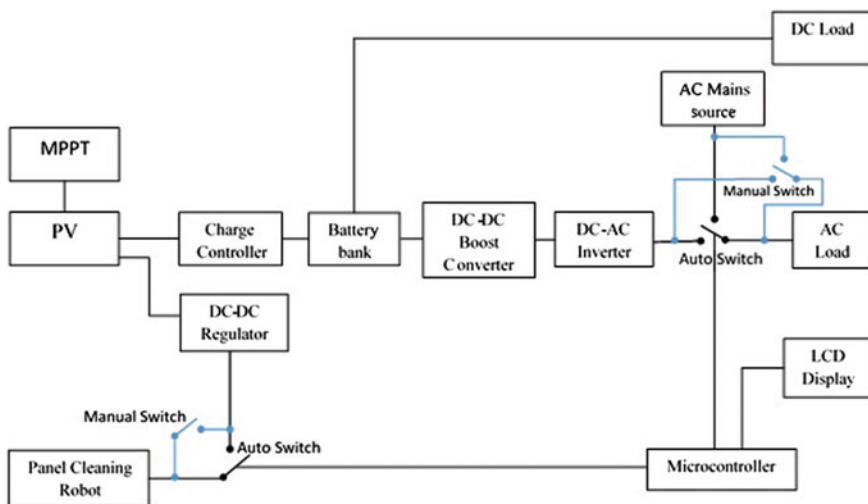 DC Load
AC Mains
source
MPPT
Manual Switch
PV
Charge
Controller
Battery
bank
DC-DC
Boost
Converter
DC-AC
Inverter
Auto Switch
AC
Load
DC-DC
Regulator
LCD
Display
Manual Switch
Auto Switch
Panel Cleaning
Robot
Microcontroller